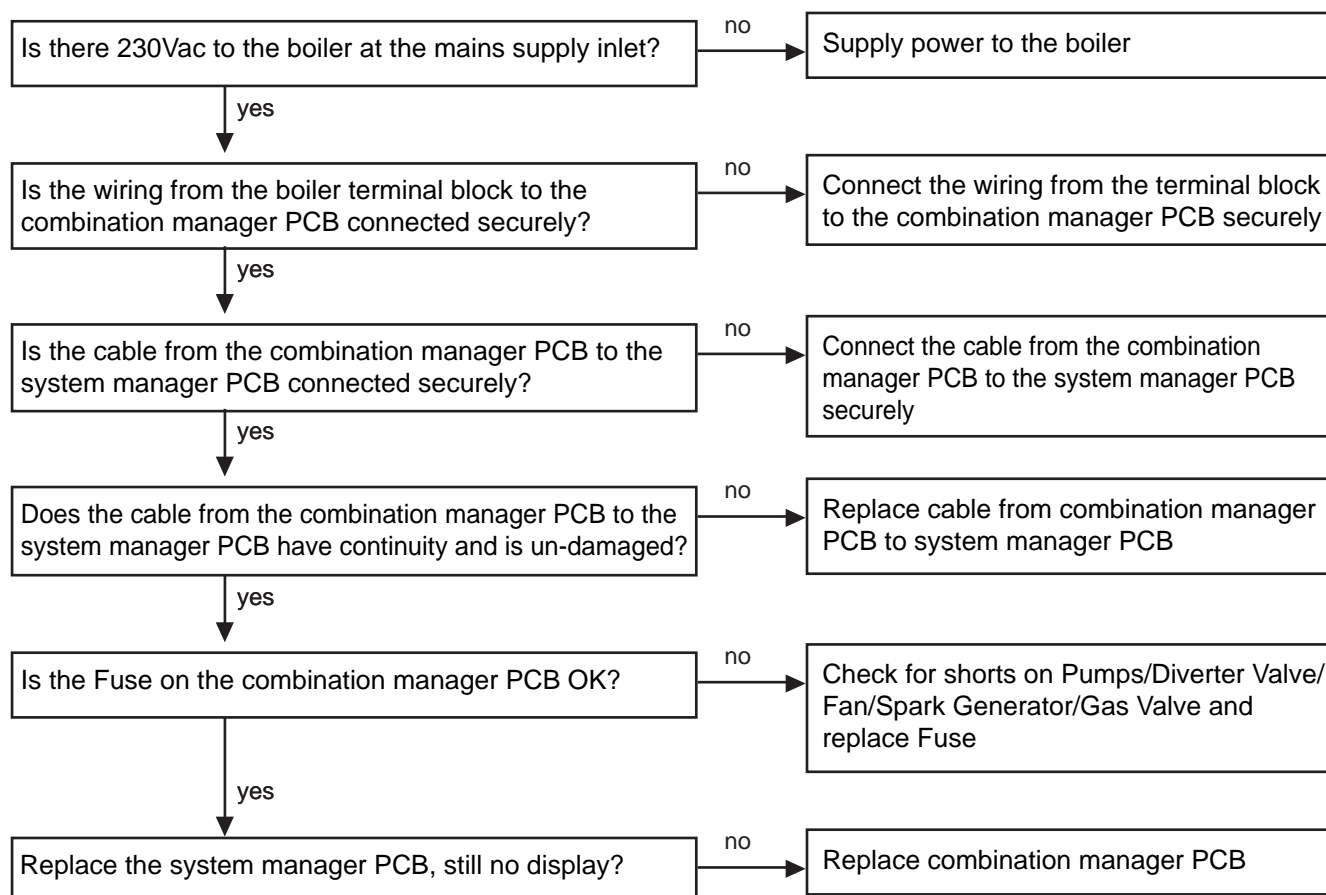 Is there 230Vac to the boiler at the mains supply inlet?
no
Supply power to the boiler
yes
Is the wiring from the boiler terminal block to the
combination manager PCB connected securely?
no
Connect the wiring from the terminal block
to the combination manager PCB securely
yes
Is the cable from the combination manager PCB to the
system manager PCB connected securely?
no
Connect the cable from the combination
manager PCB to the system manager PCB
securely
yes
Does the cable from the combination manager PCB to the
system manager PCB have continuity and is un-damaged?
no
Replace cable from combination manager
PCB to system manager PCB
yes
Is the Fuse on the combination manager PCB OK?
no
Check for shorts on Pumps/Diverter Valve/
Fan/Spark Generator/Gas Valve and
replace Fuse
yes
Replace the system manager PCB, still no display?
no
Replace combination manager PCB